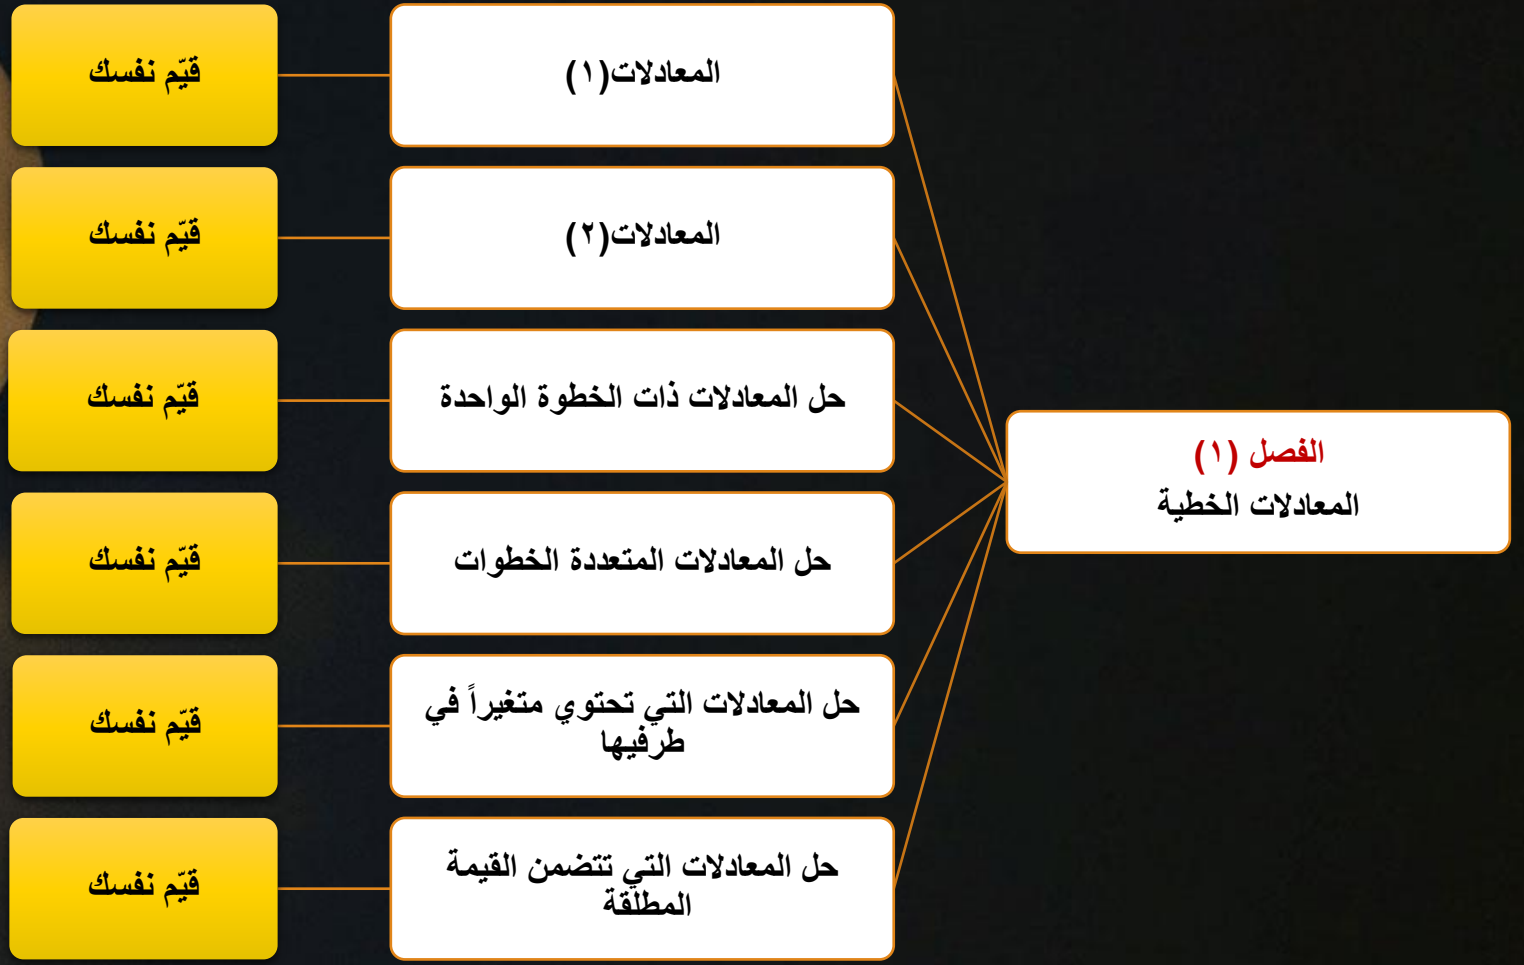 الفصل (١)
المعادلات الخطية
المعادلات(١)
قيّم نفسك
المعادلات(٢)
قيّم نفسك
حل المعادلات ذات الخطوة الواحدة
قيّم نفسك
حل المعادلات المتعددة الخطوات
قيّم نفسك
حل المعادلات التي تحتوي متغيراً في
طرفيها
قيّم نفسك
حل المعادلات التي تتضمن القيمة
المطلقة
قيّم نفسك